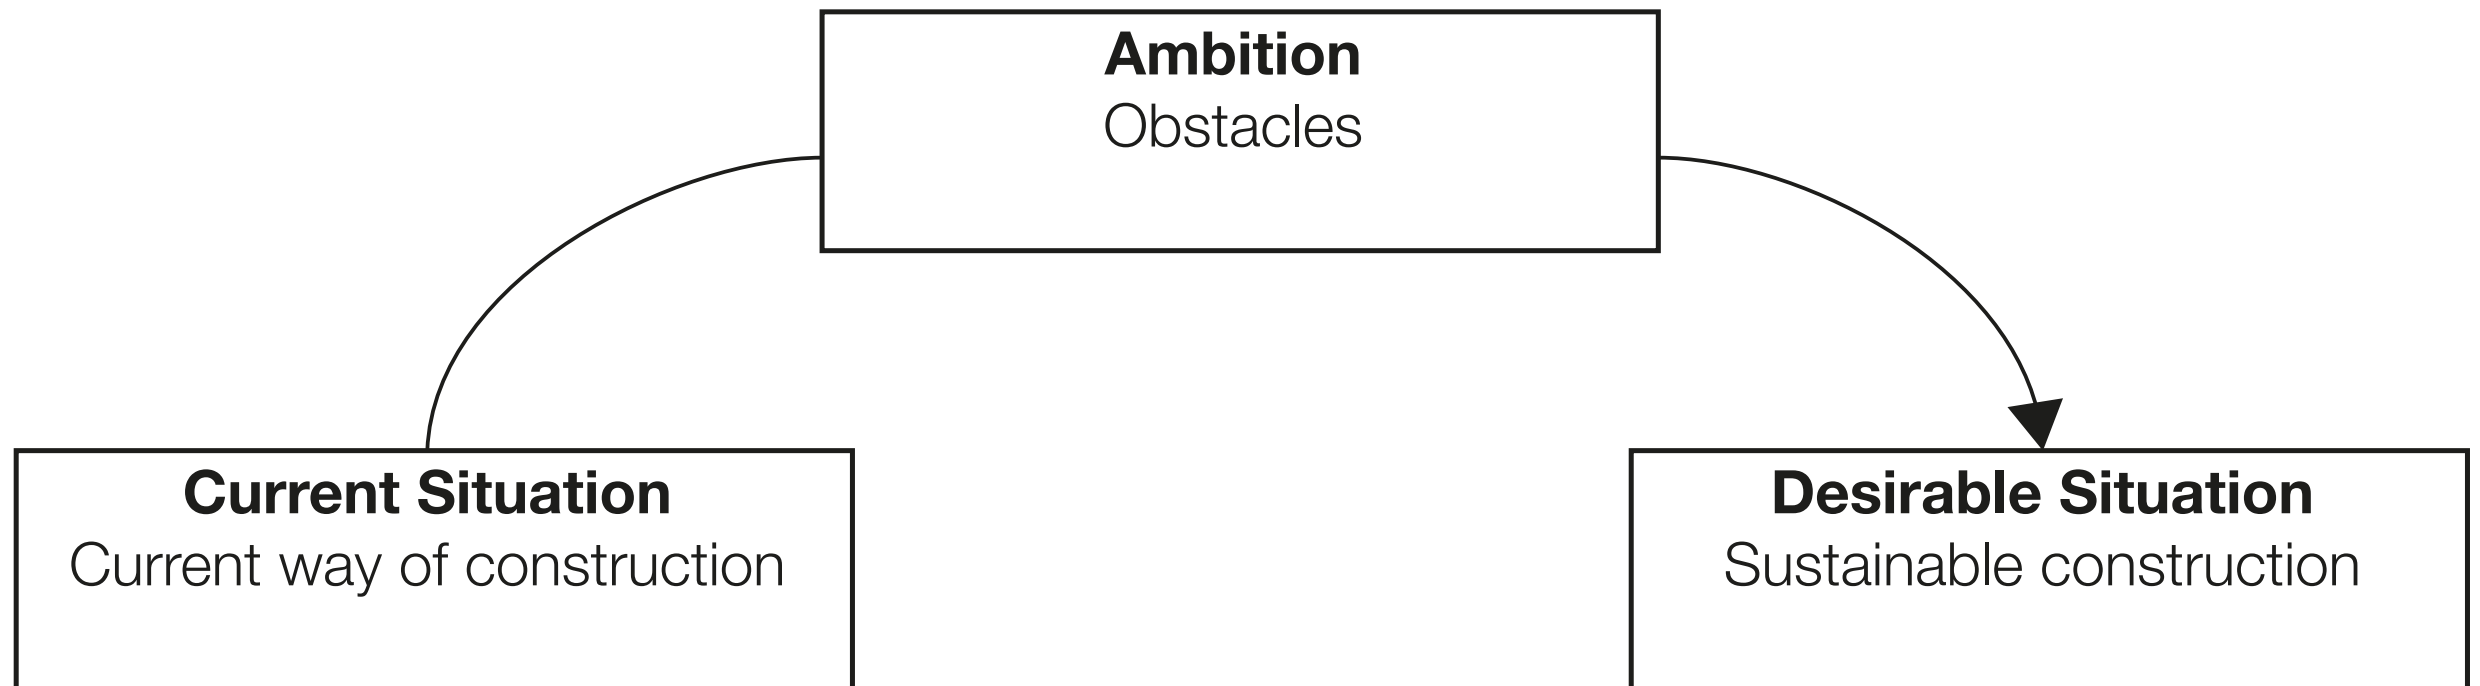 Ambition
Obstacles
Current Situation
Current way of construction
Desirable Situation
Sustainable construction